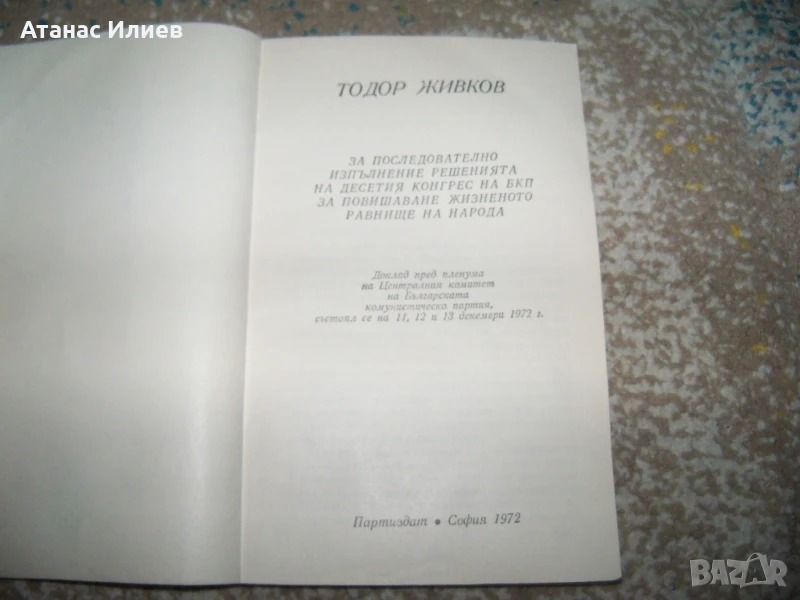 Атанас Илиев
ТОДОР ЖИВКОВ
ЗА ПОСЛЕДОВАТЕЛНО
ИЗПЪЛНЕНИЕ РЕШЕНИЯТА
НА ДЕСЕТИЯ КОНГРЕС НА БКП
ЗА ПОВИШАВАНЕ ЖИЗНЕНОТО
РАВНИЩЕ НА НАРОДА
Доклад пред пленума
на Централния комитет
на Българската
комунистическа партия,
състоял се на 11, 12 и 13 декември 1972 г.
Партиздат • София 1972
BAZAR